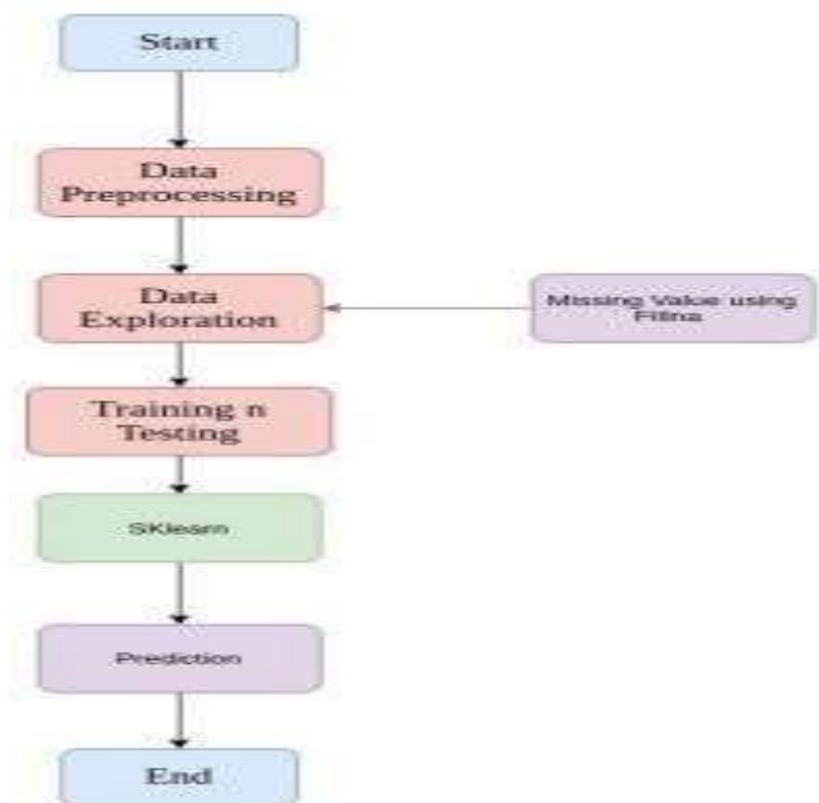 Start
Data
Preprocessing
Data
Exploration
Missing Value using
Fillna
Training n
Testing
SKlearn
Prediction
End